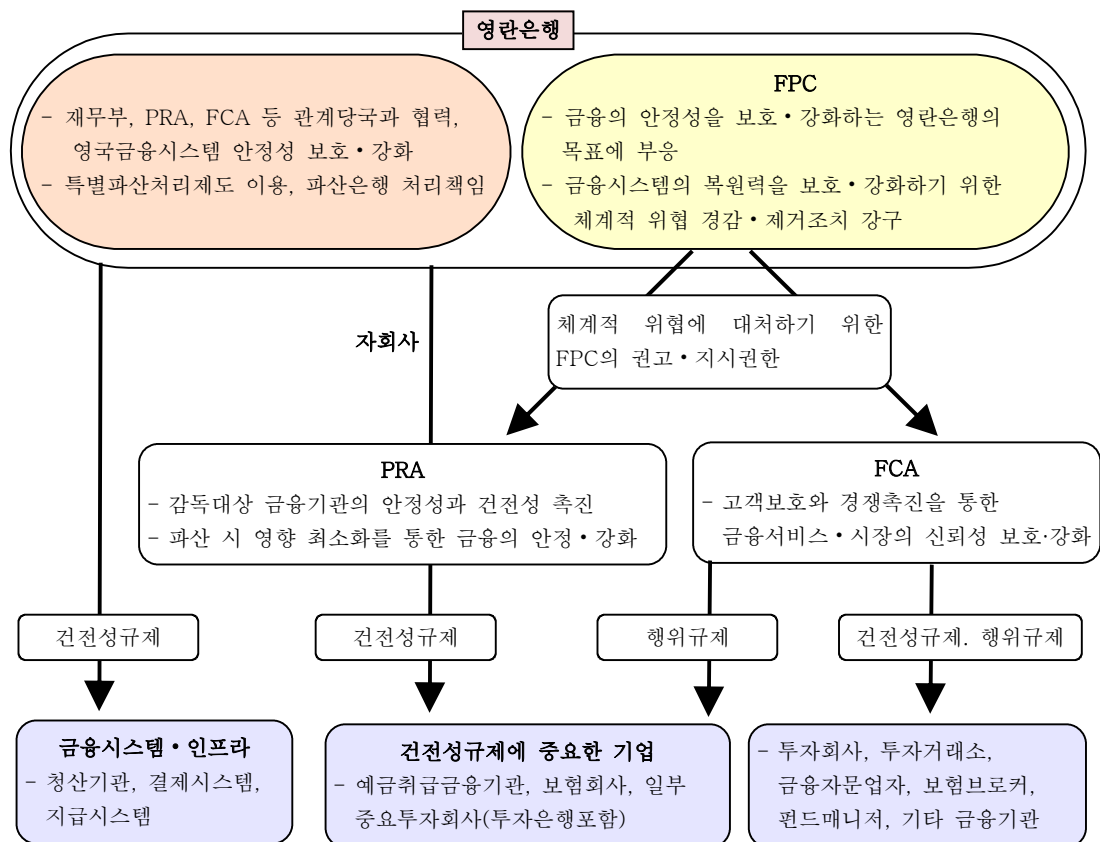 영란은행
- 재무부, PRA, FCA 등 관계당국과 협력,
영국금융시스템 안정성 보호•강화
- 특별파산처리제도 이용, 파산은행 처리책임
FPC
- 금융의 안정성을 보호•강화하는 영란은행의
목표에 부응
- 금융시스템의 복원력을 보호•강화하기 위한
체계적 위협 경감•제거조치 강구
자회사
체계적 위협에 대처하기 위한
FPC의 권고•지시권한
PRA
- 감독대상 금융기관의 안정성과 건전성 촉진
- 파산 시 영향 최소화를 통한 금융의 안정•강화
FCA
- 고객보호와 경쟁촉진을 통한
금융서비스•시장의 신뢰성 보호·강화
건전성규제
건전성규제
행위규제
건전성규제. 행위규제
금융시스템•인프라
- 청산기관, 결제시스템,
지급시스템
건전성규제에 중요한 기업
- 예금취급금융기관, 보험회사, 일부
중요투자회사(투자은행포함)
- 투자회사, 투자거래소,
금융자문업자, 보험브로커,
펀드매니저, 기타 금융기관